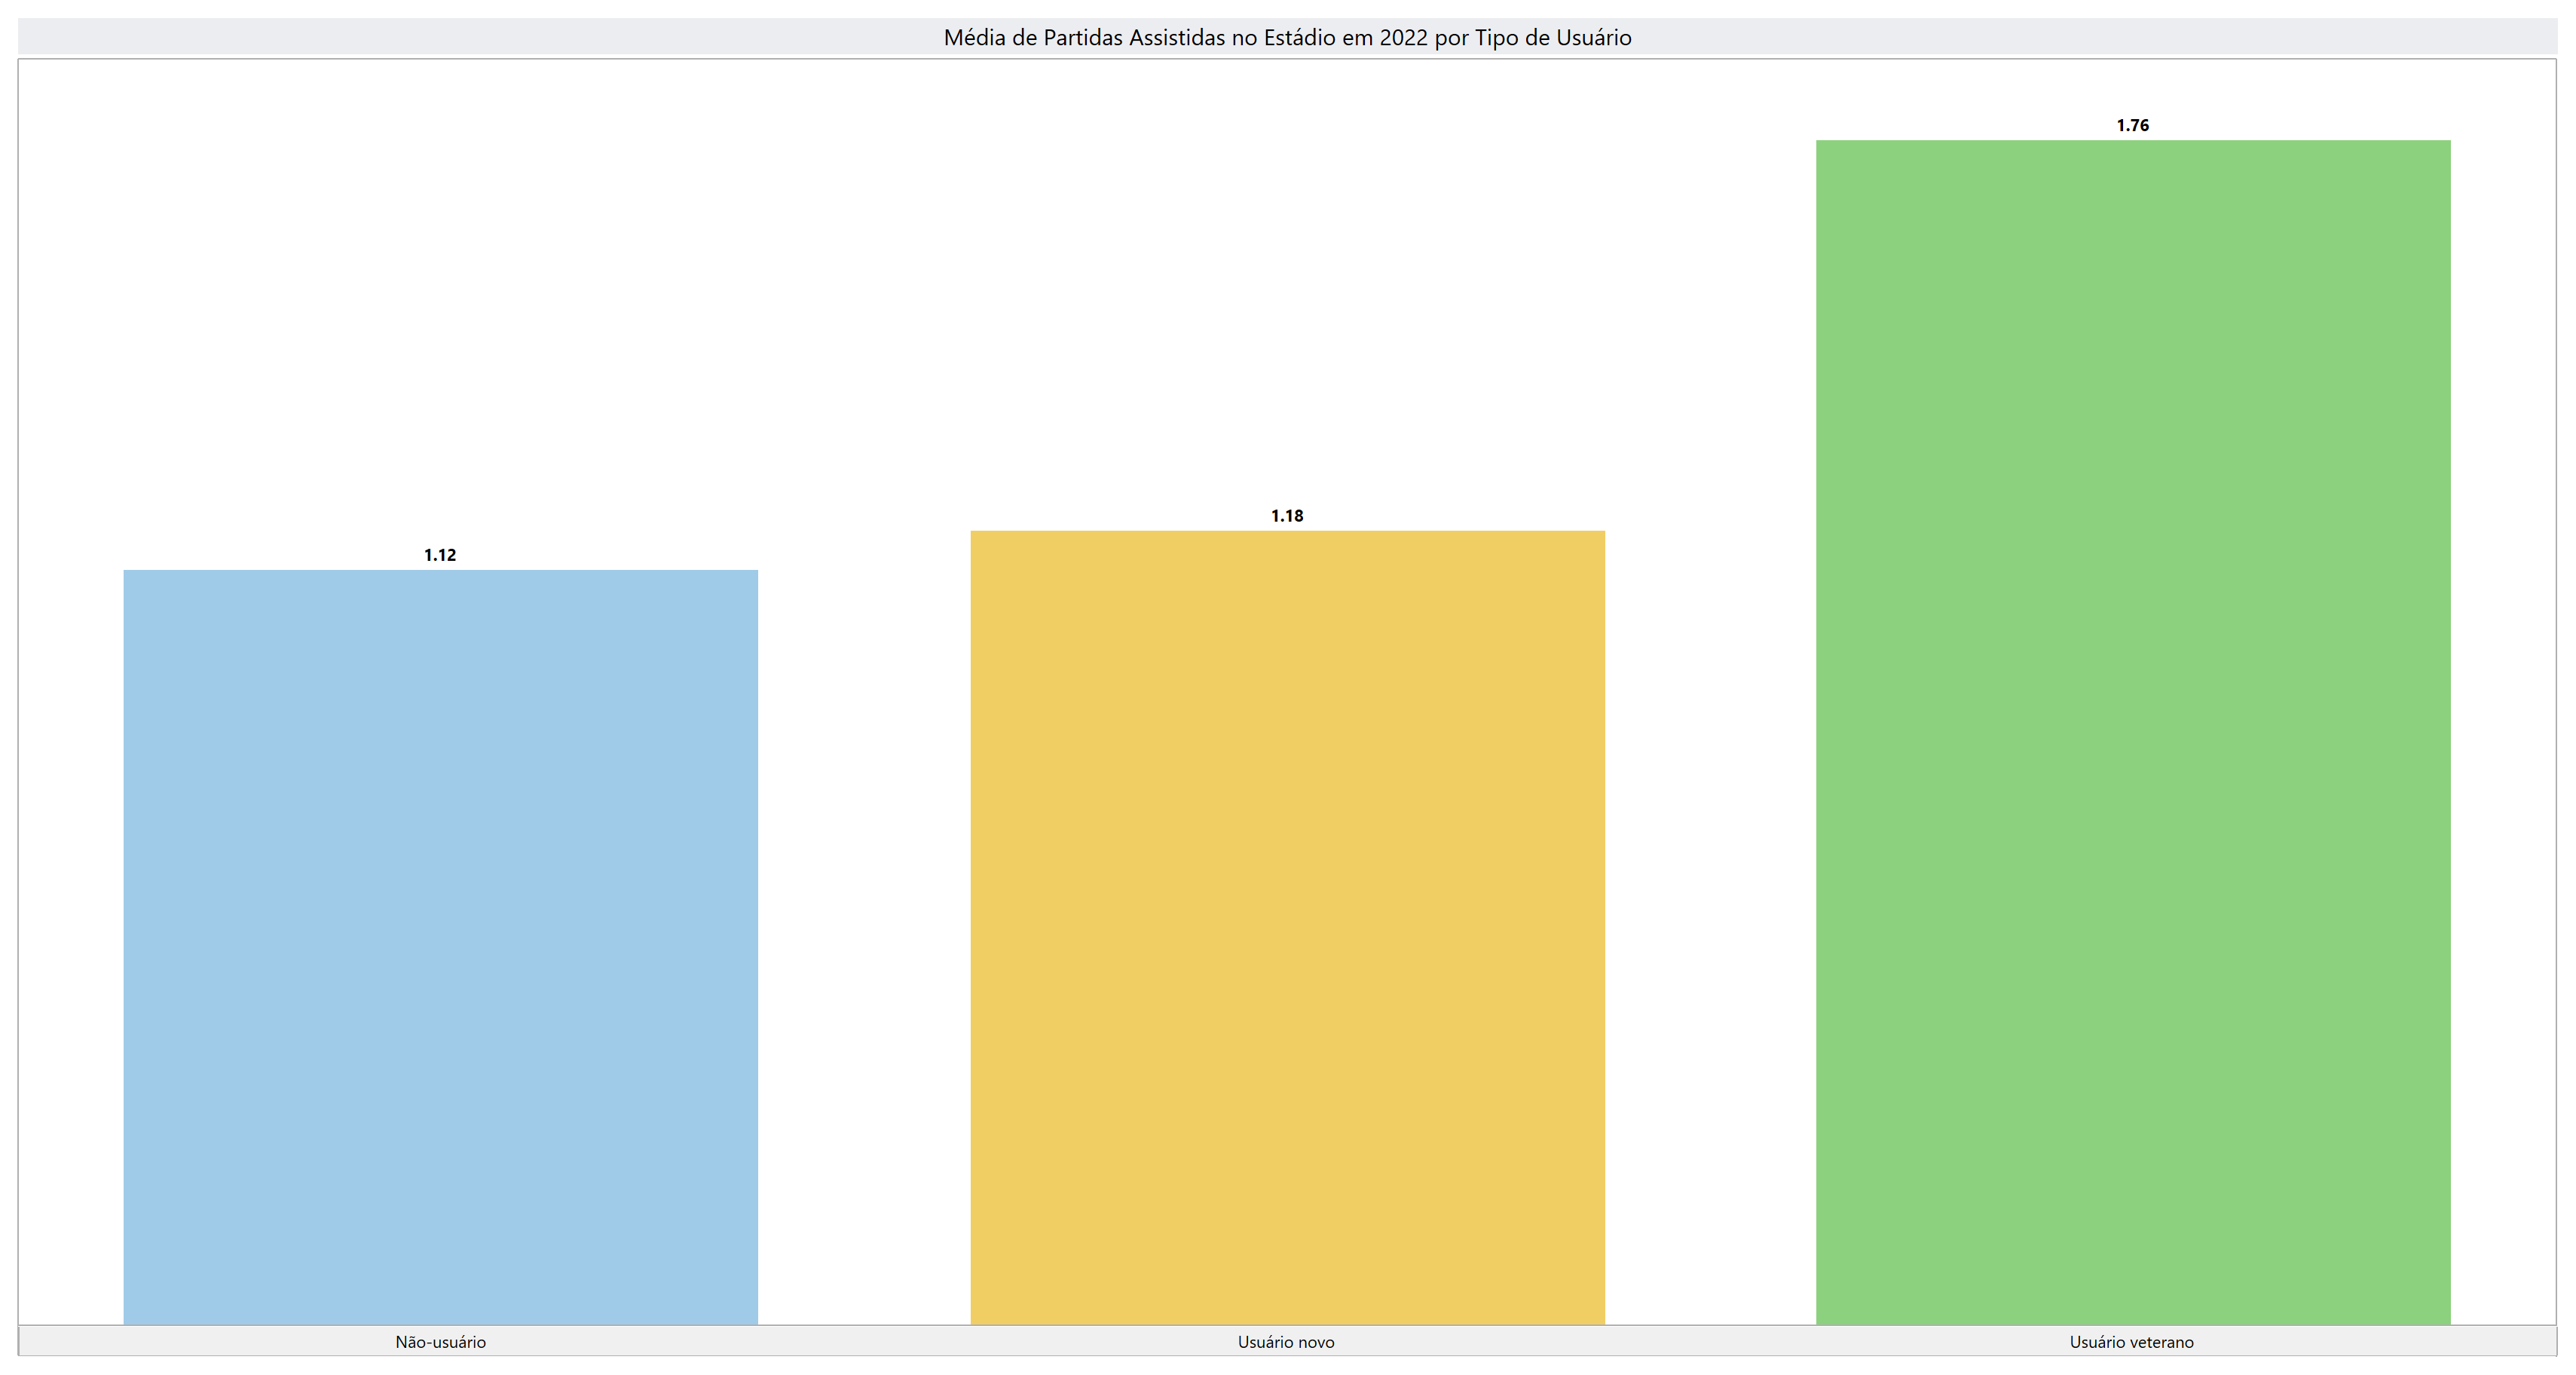 Média de Partidas Assistidas no Estádio em 2022 por Tipo de Usuário
1.76
1.18
1.12
Não-usuário
Usuário novo
Usuário veterano